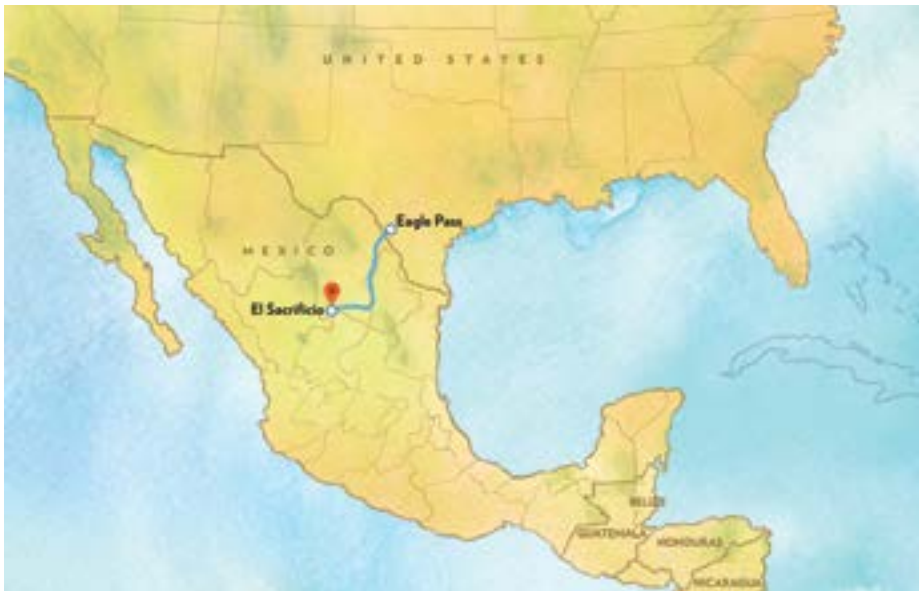 UNITED STATES
Eagle Pass
MEXICO
El Sacrificio
BELIZE
GUATEMALA
HONDURAS
NICARAGUA